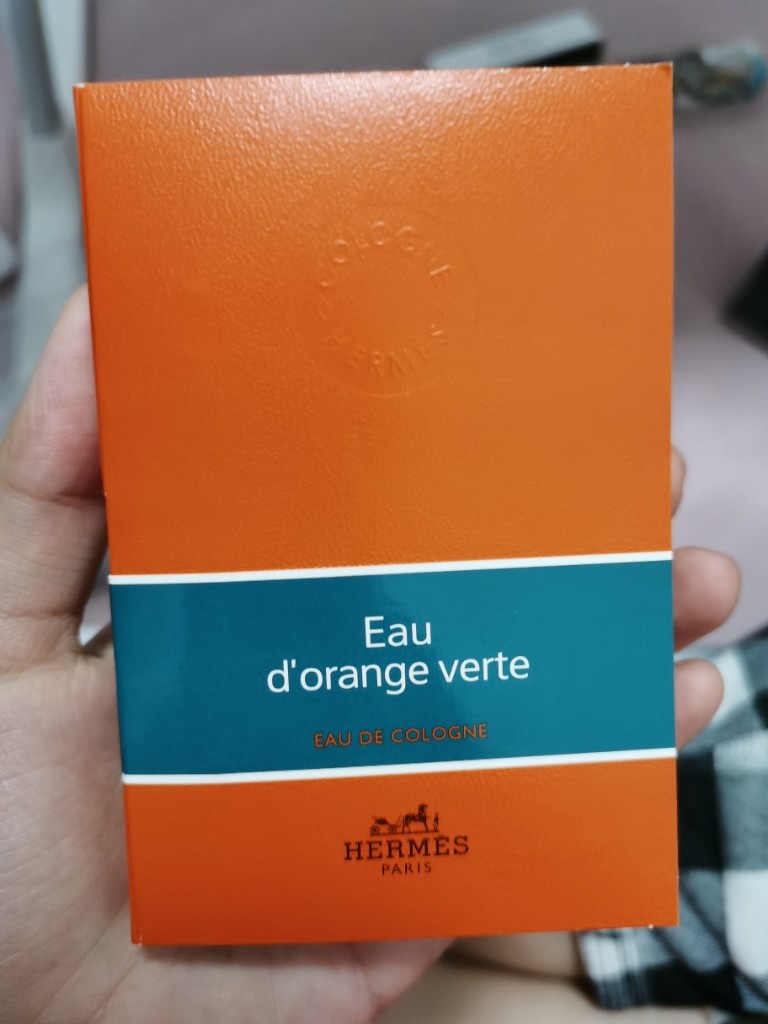 COLOGNE
HERMÈS
Eau
d'orange verte
EAU DE COLOGNE
HERMÈS
PARIS